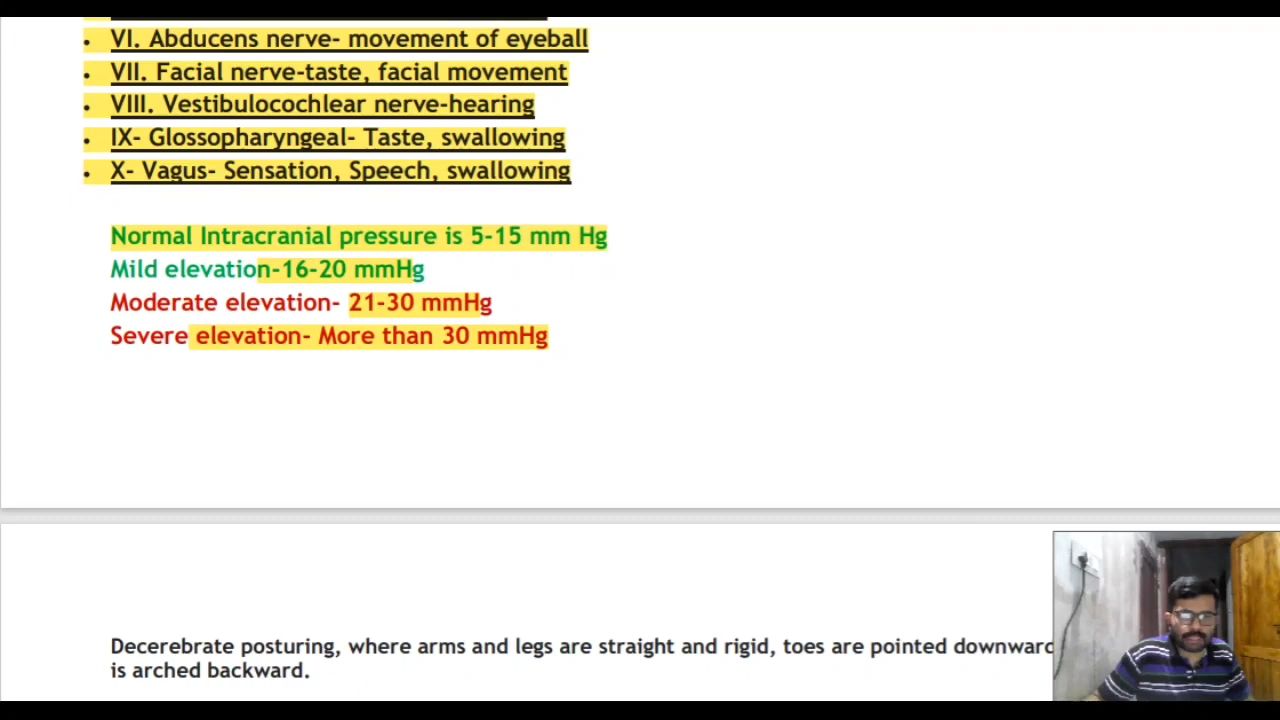 • VI. Abducens nerve- movement of eyeball
• VII. Facial nerve-taste, facial movement
• VIII. Vestibulocochlear nerve-hearing
• IX- Glossopharyngeal- Taste, swallowing
• X- Vagus- Sensation, Speech, swallowing
Normal Intracranial pressure is 5-15 mm Hg
Mild elevation-16-20 mmHg
Moderate elevation- 21-30 mmHg
Severe elevation- More than 30 mmHg
Decerebrate posturing, where arms and legs are straight and rigid, toes are pointed downward
is arched backward.